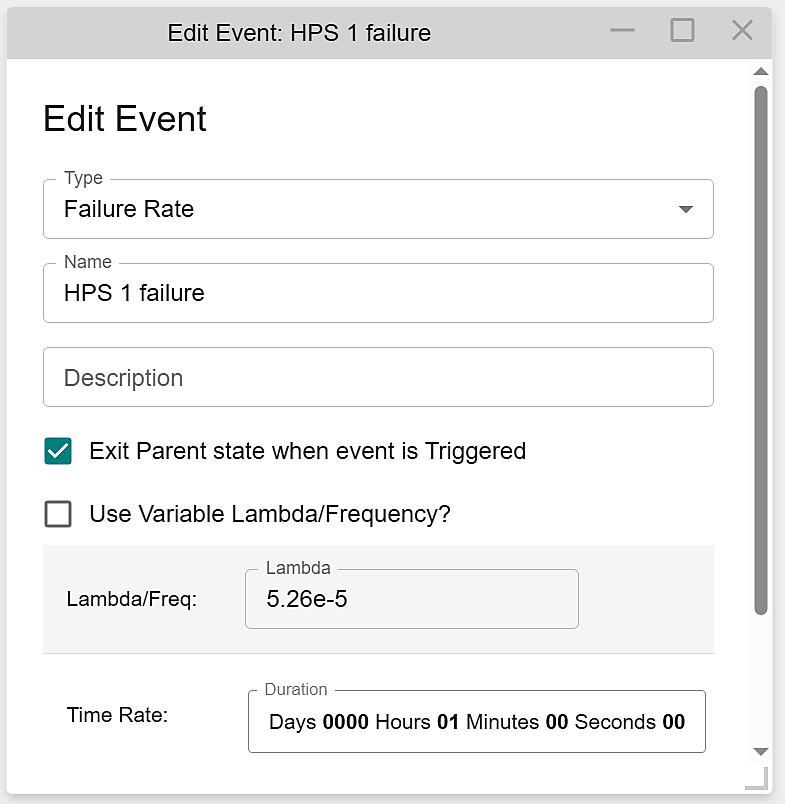 Edit Event: HPS 1 failure
Edit Event
Type
Failure Rate
Name
HPS 1 failure
Description
Exit Parent state when event is Triggered
Use Variable Lambda/Frequency?
Lambda
Lambda/Freq: 5.26e-5
Duration
Time Rate: Days 0000 Hours 01 Minutes 00 Seconds 00